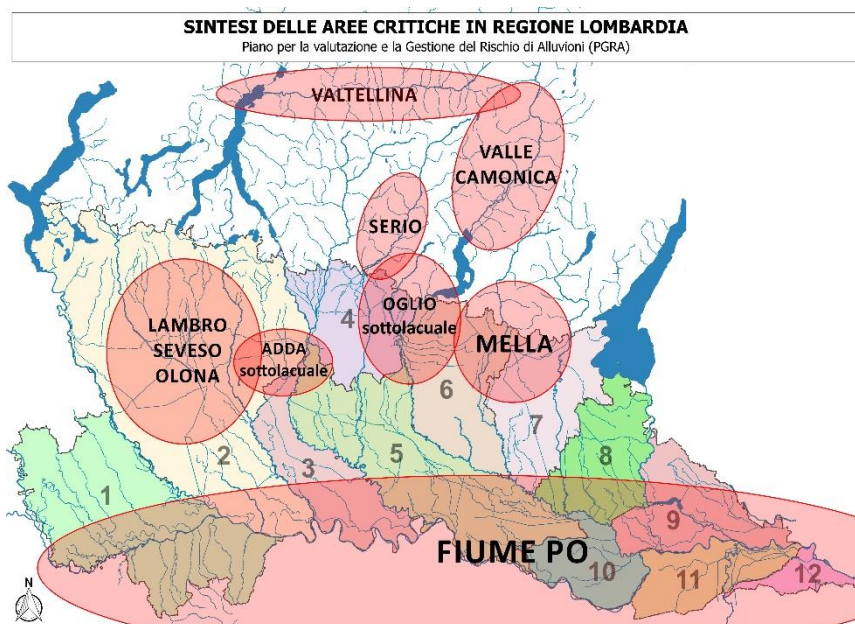 SINTESI DELLE AREE CRITICHE IN REGIONE LOMBARDIA
Piano per la valutazione e la Gestione del Rischio di Alluvioni (PGRA)
VALTELLINA
VALLE
CAMONICA
SERIO
OGLIO
sottolacuale
4
LAMBRO
SEVESO
OLONA
ADDA
sottolacuale
MELLA
6
7
1
2
3
5
8
9
FIUME PO
10
11
12
N